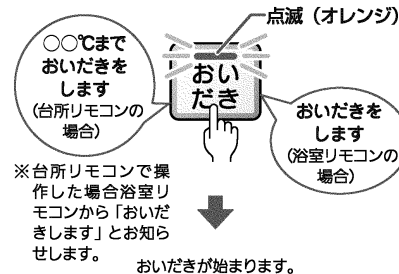 点滅（オレンジ）
○○℃まで
おいだきを
します
（台所リモコンの
場合）
おい
だき
おいだきを
します
（浴室リモコンの
場合）
※台所リモコンで操
作した場合浴室リ
モコンから「おいだ
きします」とお知ら
せします。
おいだきが始まります。